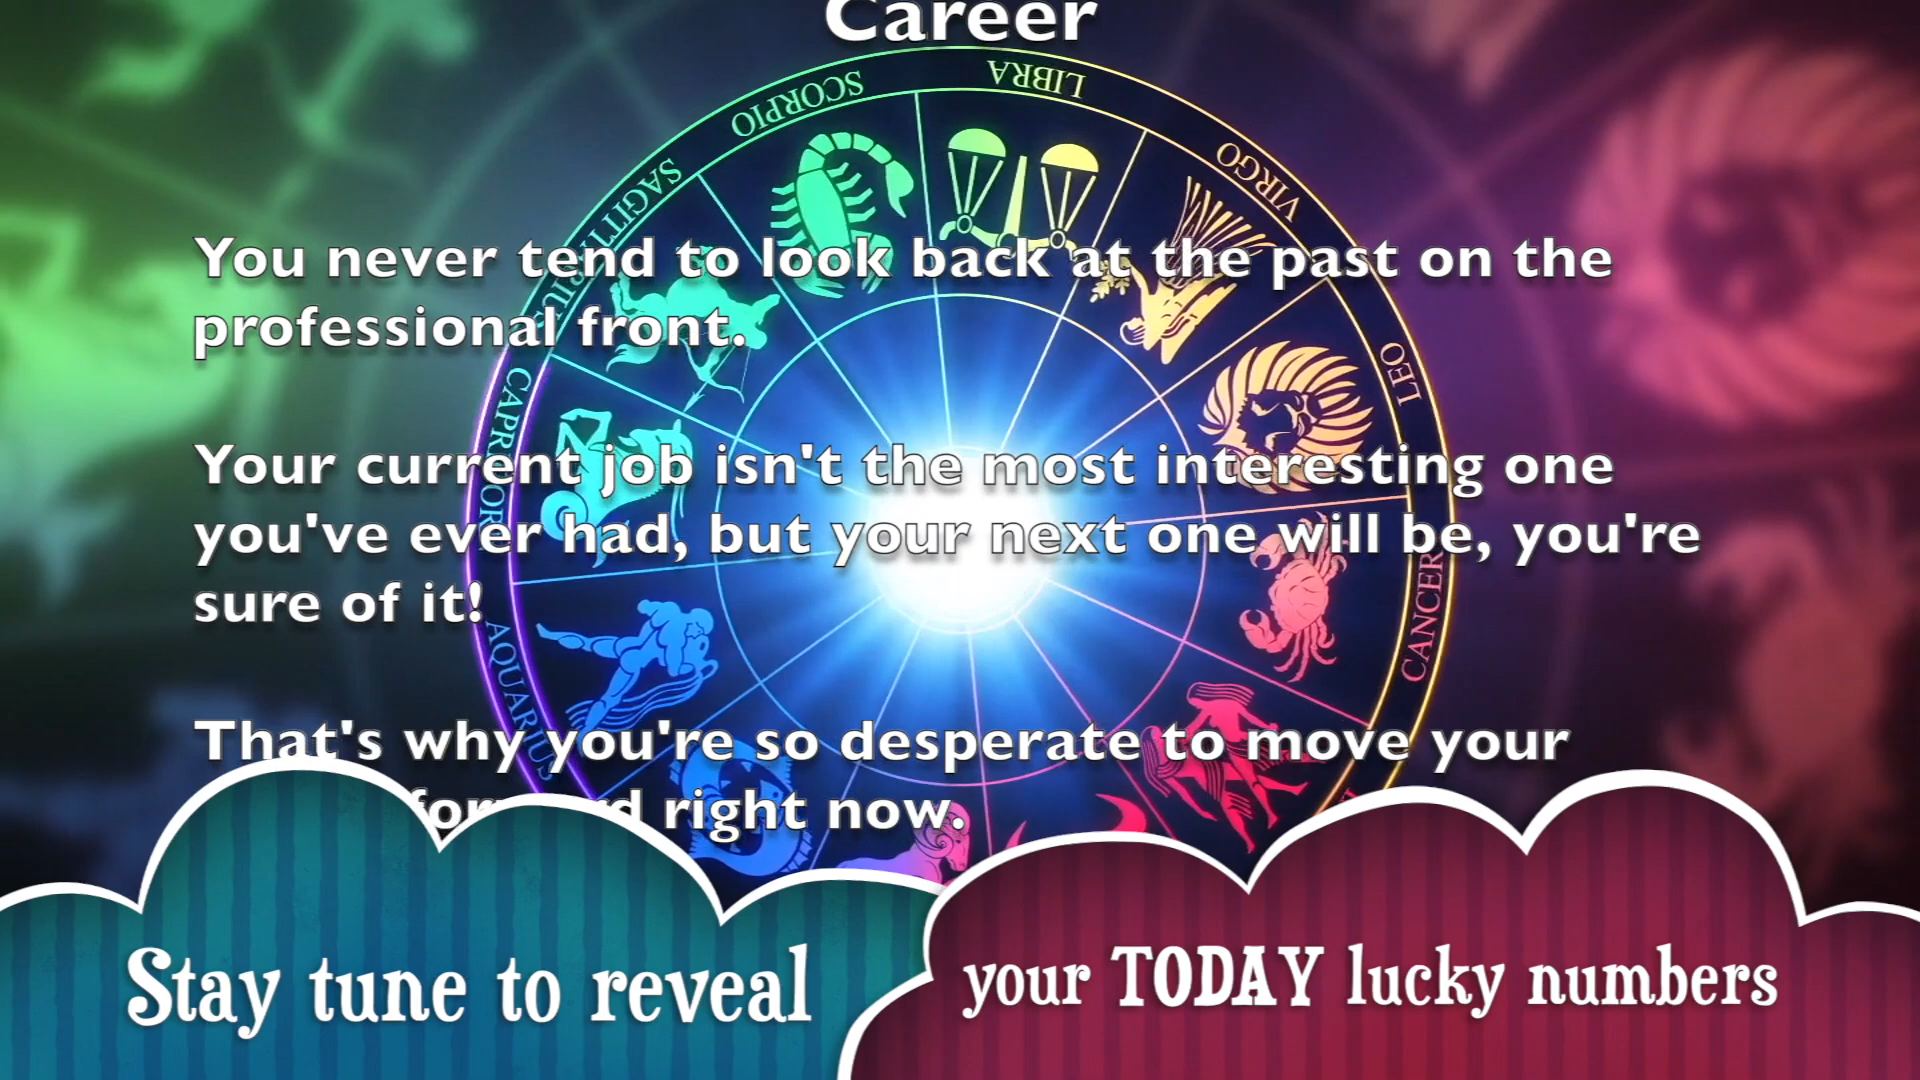 Career
SCORPIO
LIBRA
VIRGO
SAGITTARIUS
LEO
CAPRICORN
CANCER
AQUARIUS
You never tend to look back at the past on the
professional front.
Your current job isn't the most interesting one
you've ever had, but your next one will be, you're
sure of it!
That's why you're so desperate to move your
right now.
Stay tune to reveal
your TODAY lucky numbers